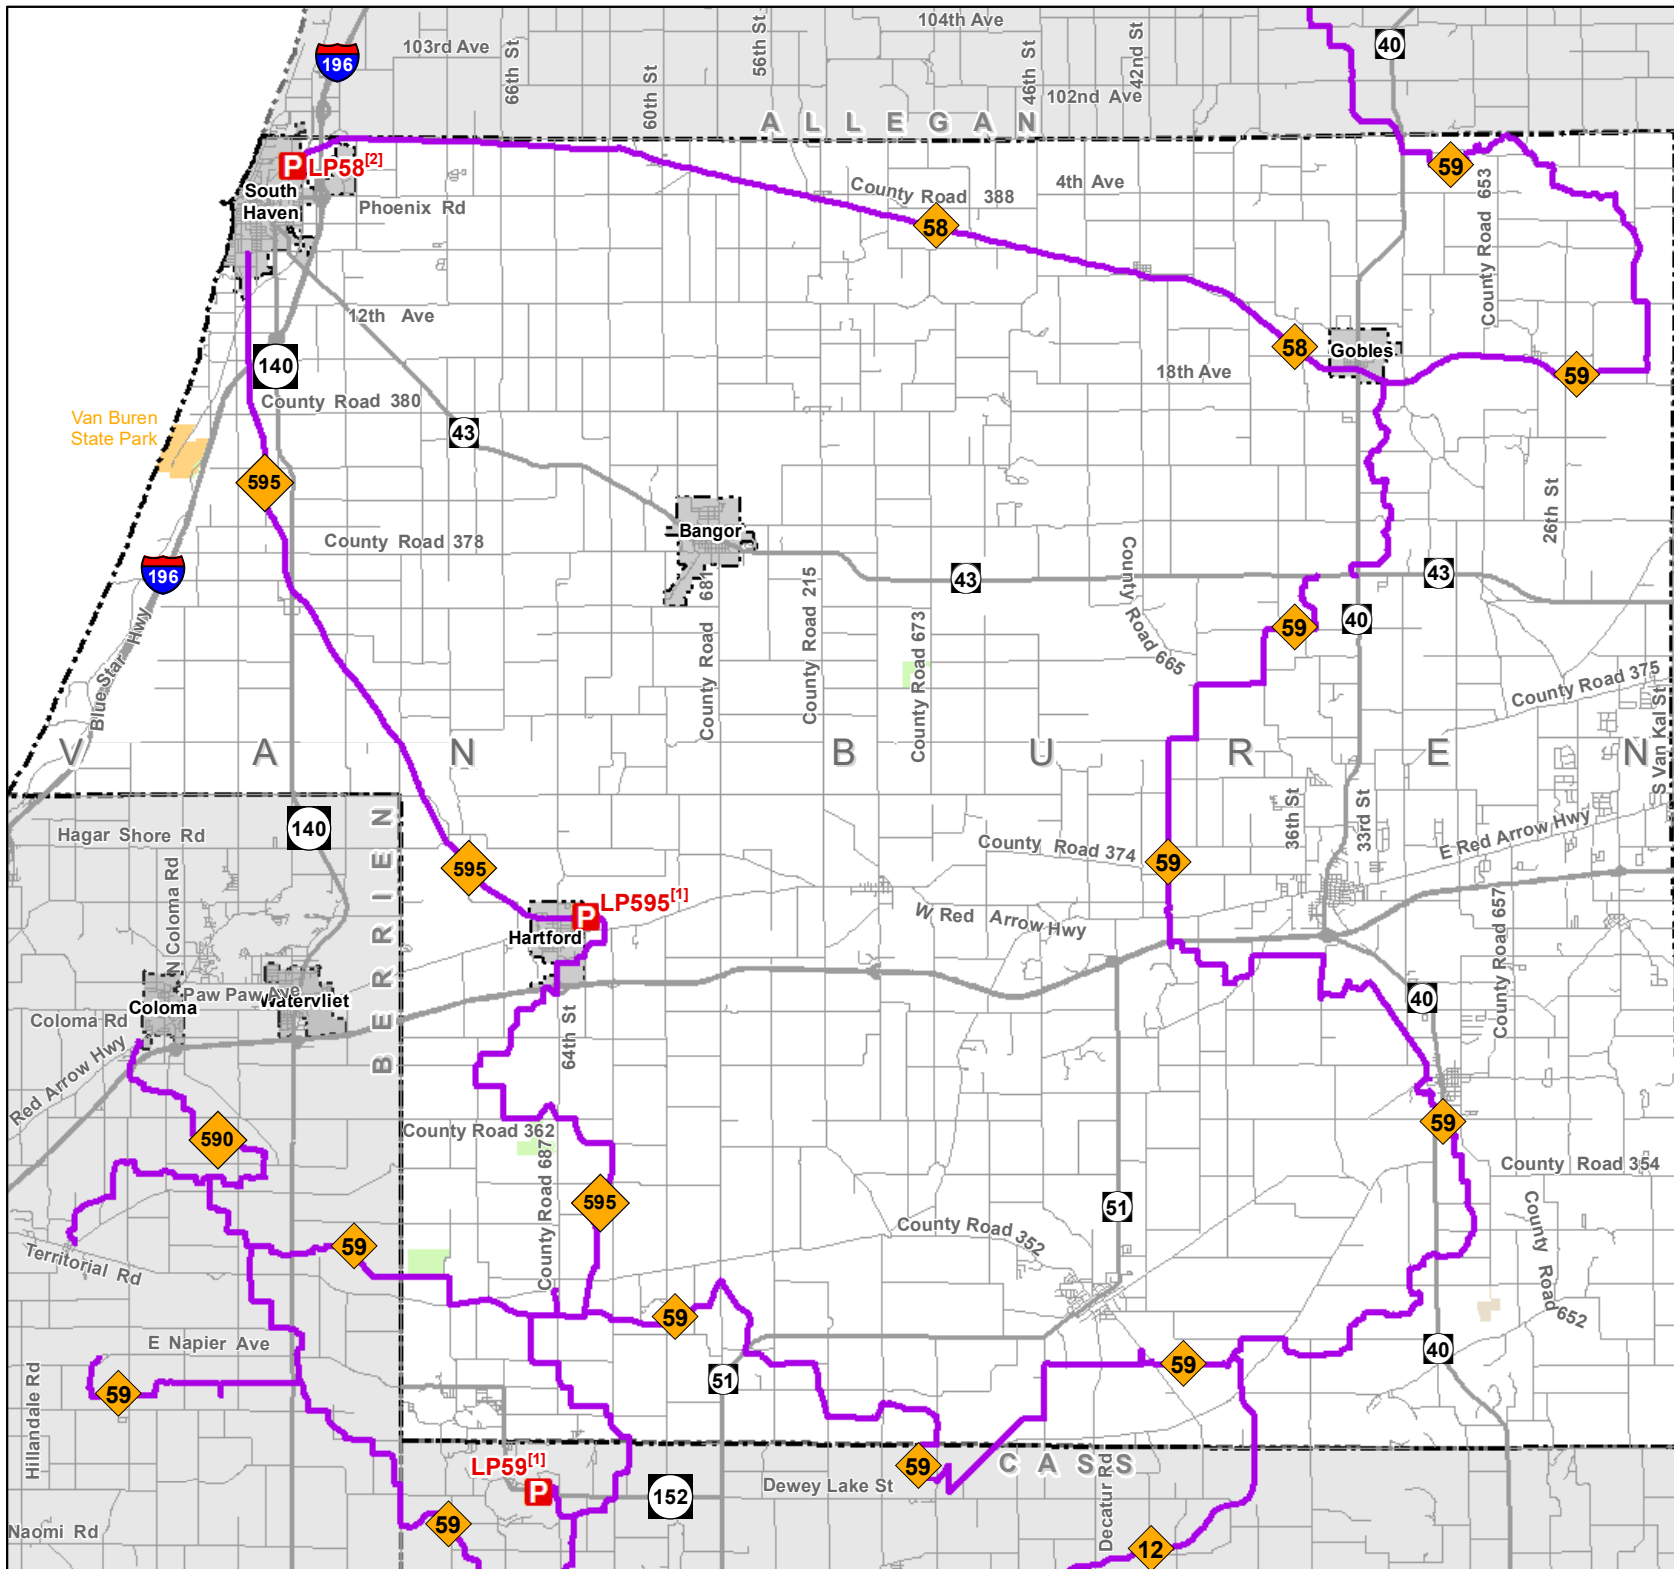 104th Ave
103rd Ave
196
66th St
60th St
56th St
46th St
42nd St
102nd Ave
40
ALLEGAN
P LP58[2]
South
Haven
Phoenix Rd
County Road 388
4th Ave
58
59
County Road 653
12th Ave
140
County Road 380
43
58
Gobles
18th Ave
59
Van Buren
State Park
595
Bangor
County Road 378
26th St
196
43
43
County Road 681
County Road 215
County Road 673
County Road 665
59
40
Blue Star Hwy
County Road 375
S Van Kal St
VAN BUREN
140
Hagar Shore Rd
N Coloma Rd
BERRIEN
595
36th St
33rd St
County Road 374
59
E Red Arrow Hwy
P LP595[1]
Hartford
W Red Arrow Hwy
County Road 657
Paw Paw Ave
Coloma
Watervliet
Coloma Rd
Red Arrow Hwy
64th St
40
590
County Road 362
County Road 687
59
County Road 354
595
51
County Road 352
County Road 652
Territorial Rd
59
59
E Napier Ave
Hillandale Rd
59
51
59
40
LP59[1]
P
152
59
Dewey Lake St
CASS
Decatur Rd
Naomi Rd
59
12